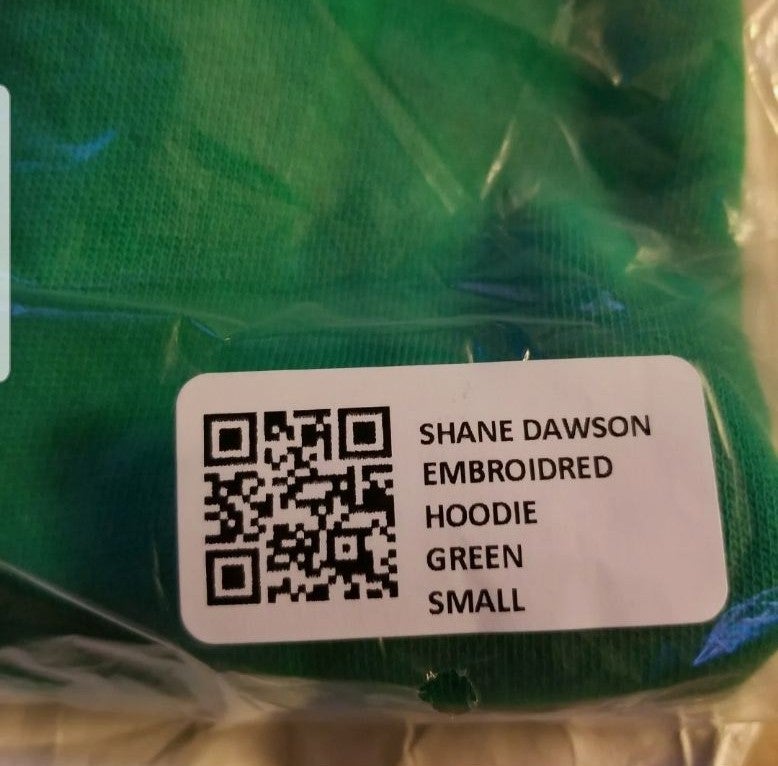 SHANE DAWSON
EMBROIDRED
HOODIE
GREEN
SMALL